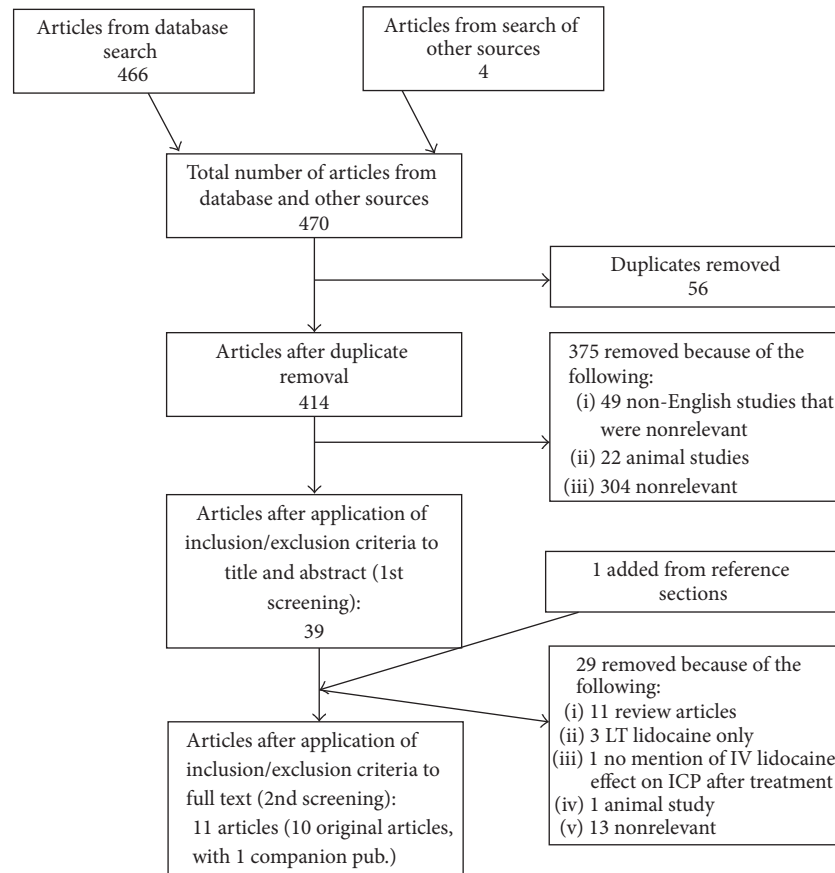 Articles from database
search
466
Articles from search of
other sources
4
Total number of articles from
database and other sources
470
Duplicates removed
56
Articles after duplicate
removal
414
375 removed because of the
following:
(i) 49 non-English studies that
were nonrelevant
(ii) 22 animal studies
(iii) 304 nonrelevant
Articles after application of
inclusion/exclusion criteria to
title and abstract (1st
screening):
39
1 added from reference
sections
29 removed because of the
following:
(i) 11 review articles
(ii) 3 LT lidocaine only
(iii) 1 no mention of IV lidocaine
effect on ICP after treatment
(iv) 1 animal study
(v) 13 nonrelevant
Articles after application of
inclusion/exclusion criteria to
full text (2nd screening):
11 articles (10 original articles,
with 1 companion pub.)